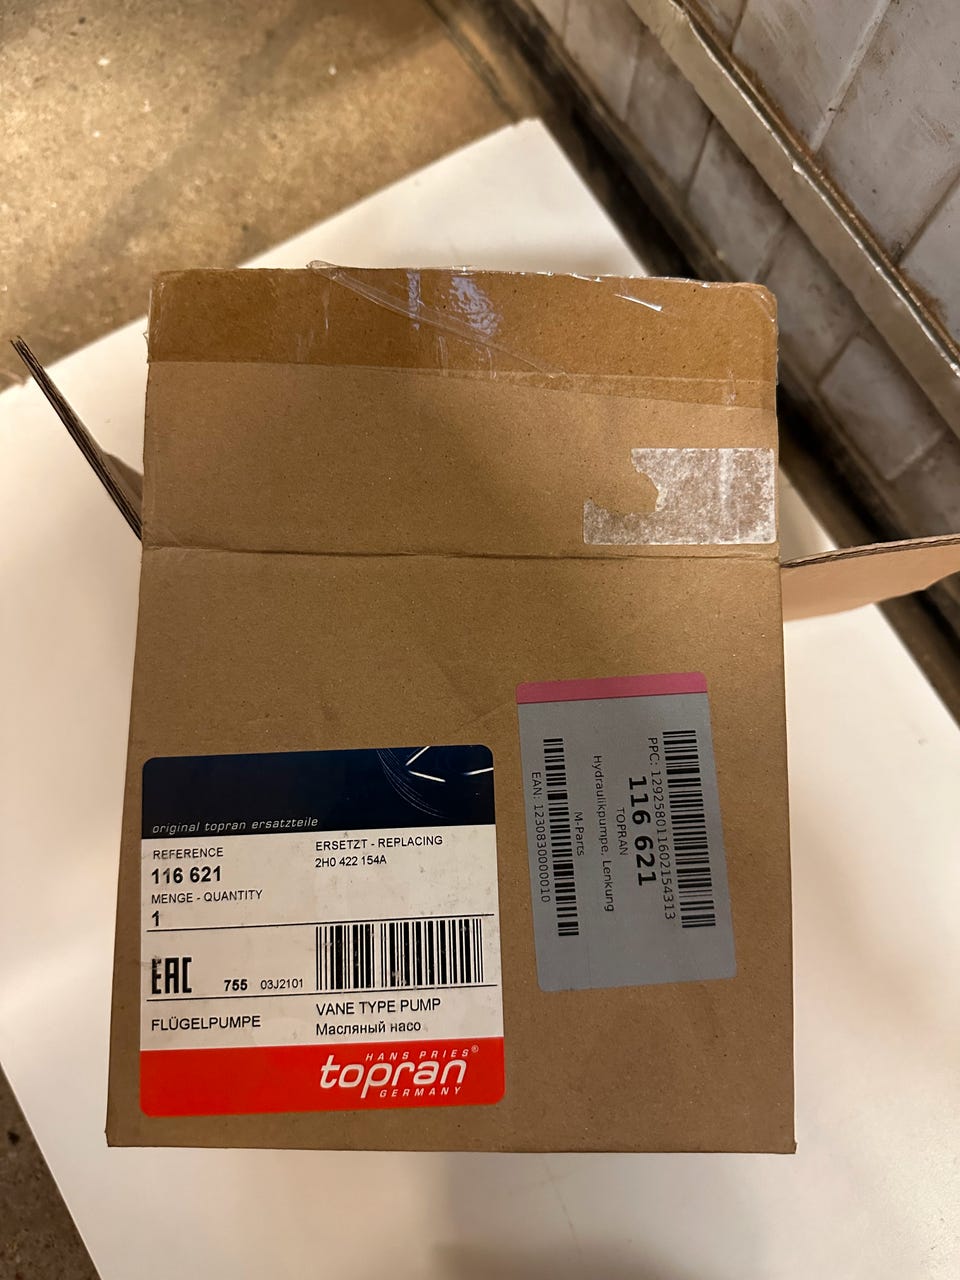 original topran ersatzteile
REFERENCE
116 621
ERSETZT - REPLACING
2H0 422 154A
MENGE - QUANTITY
1
EAC
755 03J2101
FLÜGELPUMPE
VANE TYPE PUMP
Масляный насо
HANS PRIES
topran®
GERMANY
PPC: 129258011602154313
116 621
TOPRAN
Hydraulikpumpe, Lenkung
M-Parts
EAN: 1230830000010